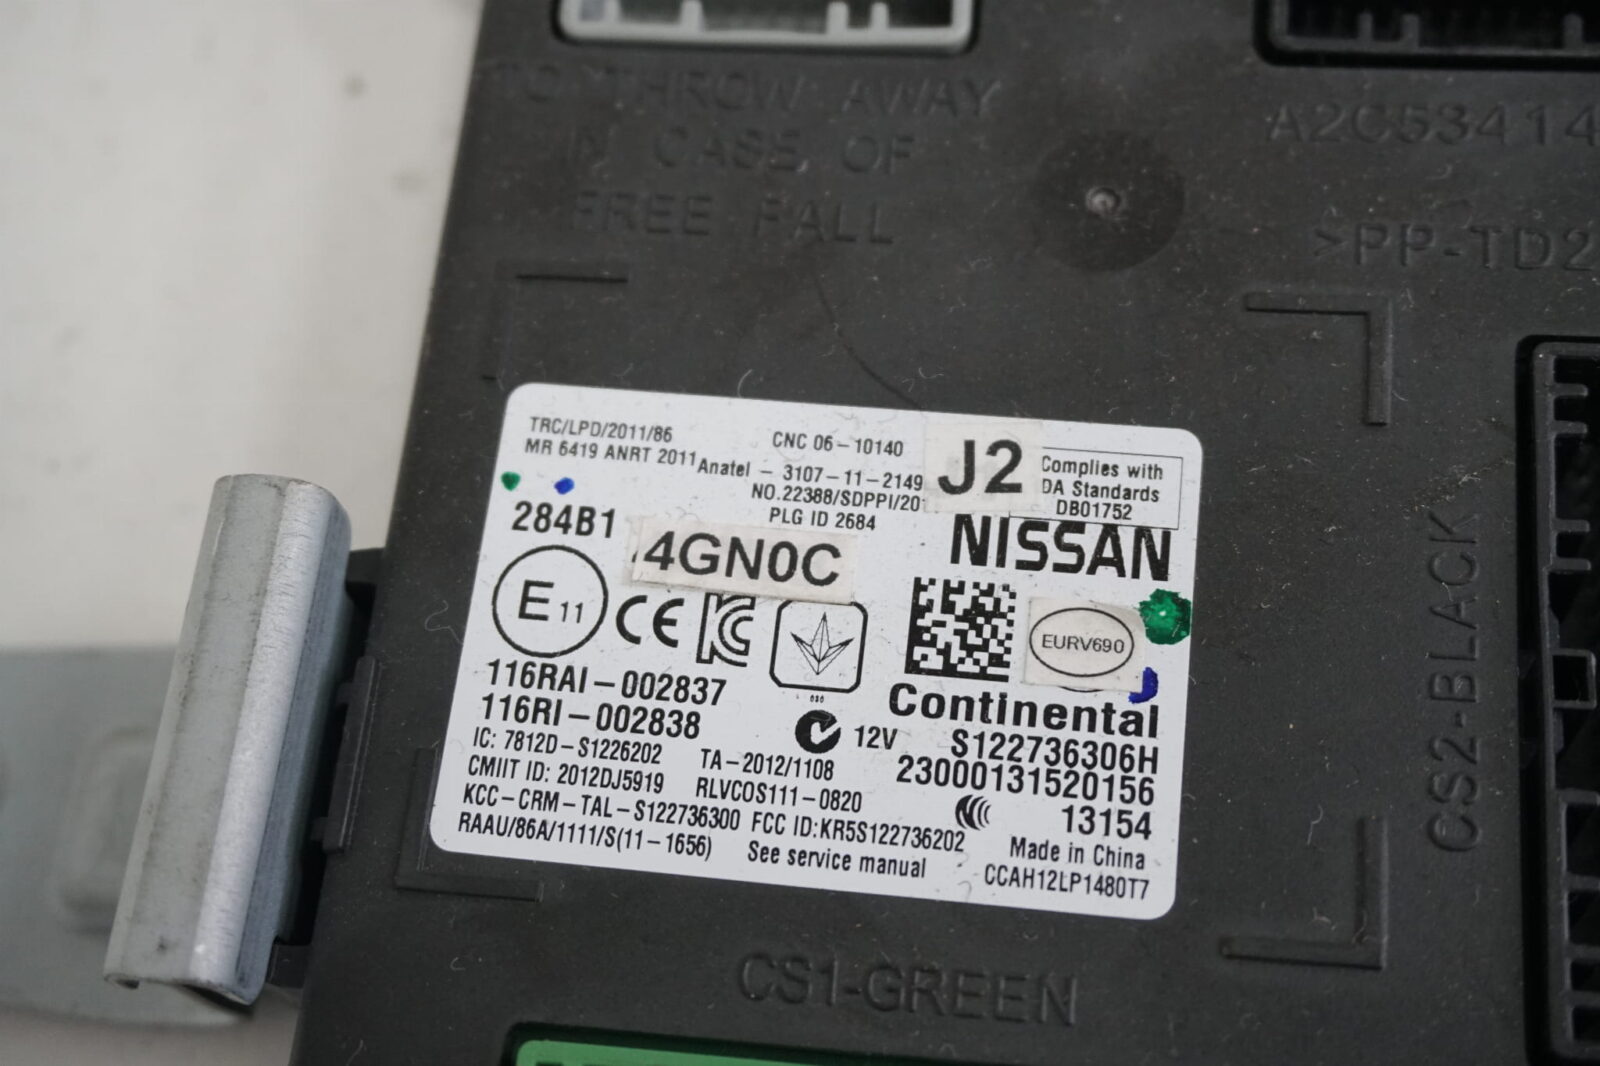 TO THROW AWAY
IN CASE OF
FREE FALL
A2C53414
>PP-TD2
TRC/LPD/2011/86
MR 6419 ANRT 2011
CNC 06-10140
Anatel - 3107-11-2149
NO.22388/SDPPI/20
PLG ID 2684
J2
Complies with
DA Standards
DB01752
284B1
4GN0C
NISSAN
E 11
CE
KC
EURV690
116RAI-002837
116RI-002838
12V
Continental
S122736306H
23000131520156
13154
IC: 7812D-S1226202
TA-2012/1108
CMIIT ID: 2012DJ5919
RLVCOS111-0820
KCC-CRM-TAL-S122736300
FCC ID:KR5S122736202
RAAU/86A/1111/S(11-1656)
See service manual
Made in China
CCAH12LP1480T7
CS2-BLACK
CS1-GREEN